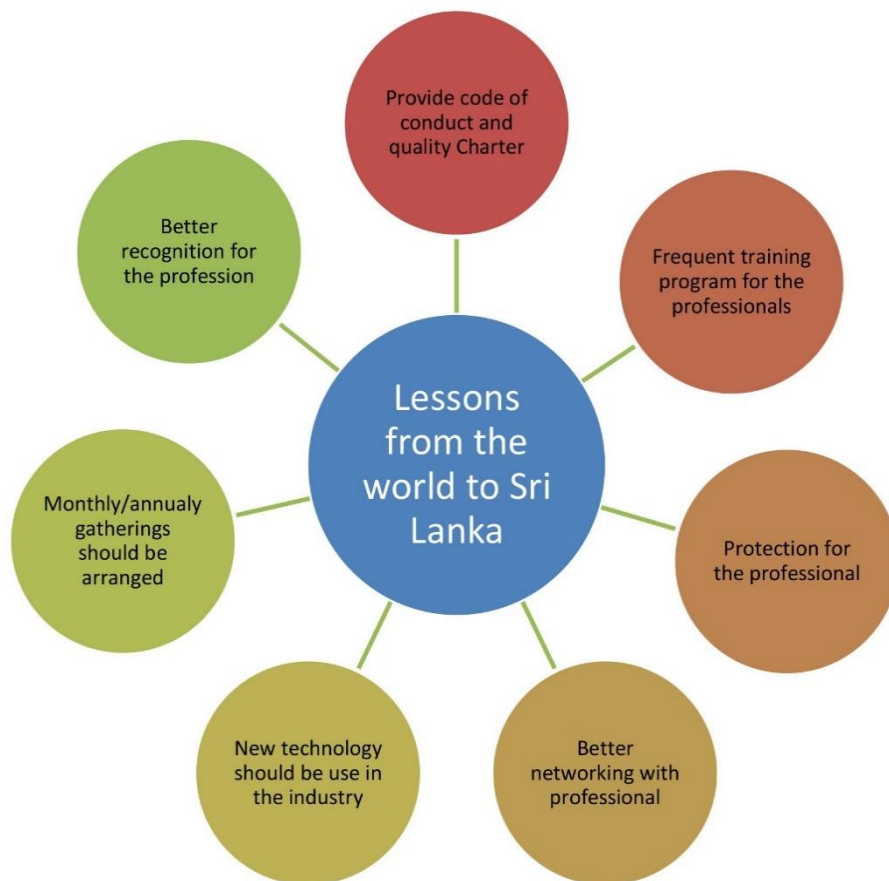 Provide code of
conduct and
quality Charter
Better
recognition for
the profession
Frequent training
program for the
professionals
Lessons
from the
world to Sri
Lanka
Monthly/annualy
gatherings
should be
arranged
Protection for
the professional
New technology
should be use in
the industry
Better
networking with
professional